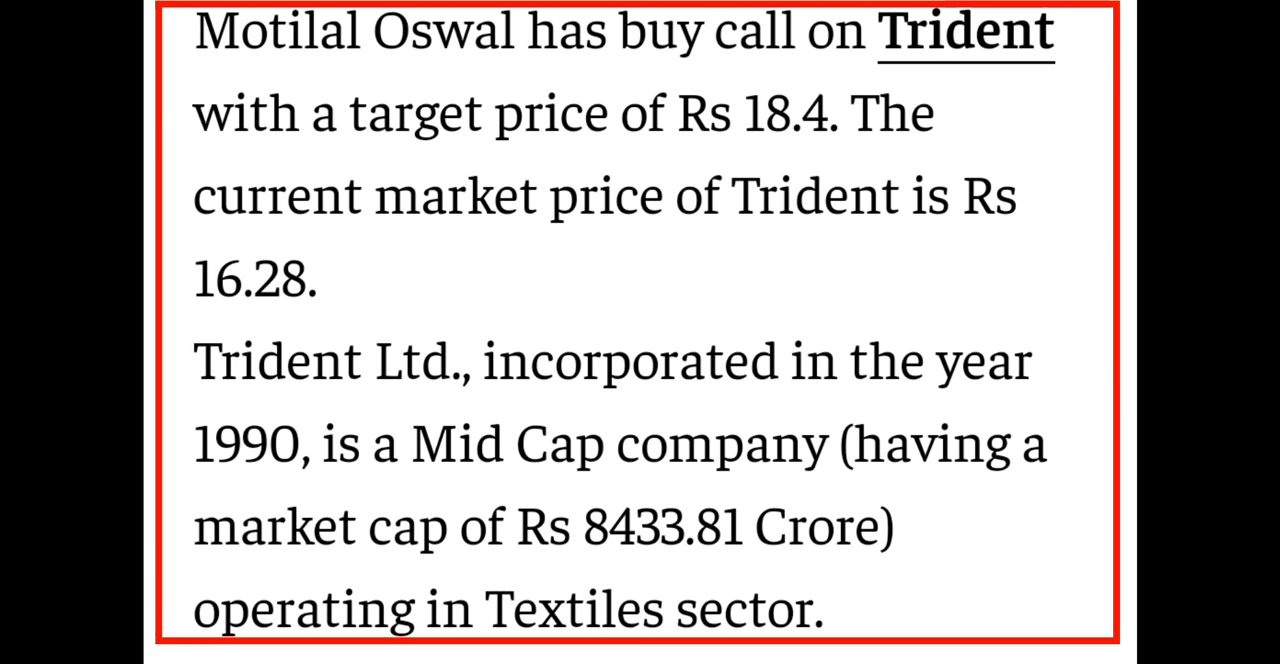 Motilal Oswal has buy call on Trident
with a target price of Rs 18.4. The
current market price of Trident is Rs
16.28.
Trident Ltd., incorporated in the year
1990, is a Mid Cap company (having a
market cap of Rs 8433.81 Crore)
operating in Textiles sector.